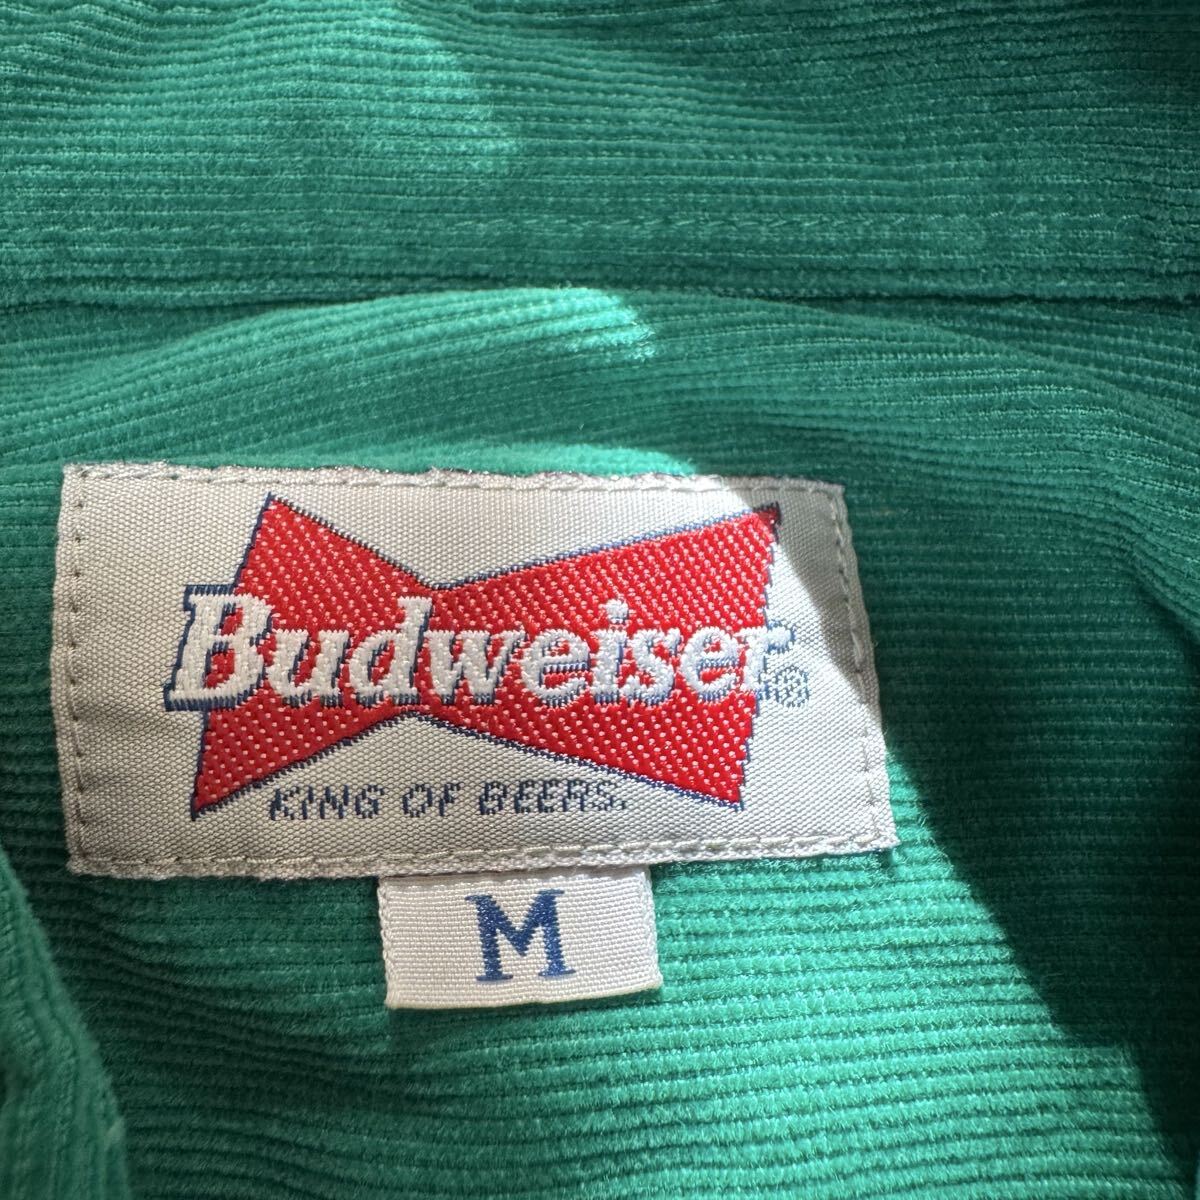 Budweiser®
KING OF BEERS.
M